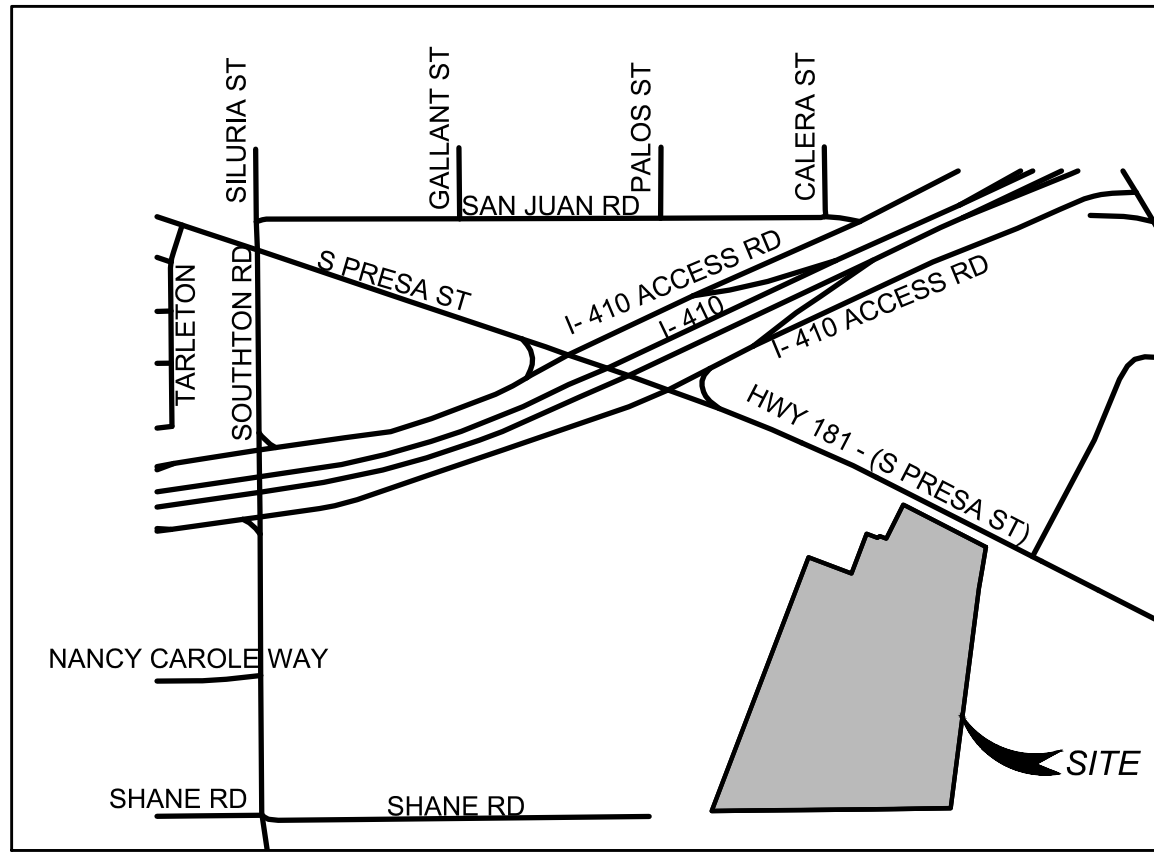 SILURIA ST
GALLANT ST
PALOS ST
CALERA ST
SAN JUAN RD
S PRESA ST
I- 410 ACCESS RD
I- 410
I- 410 ACCESS RD
TARLETON
SOUTHTON RD
HWY 181 - (S PRESA ST)
NANCY CAROLE WAY
SITE
SHANE RD
SHANE RD